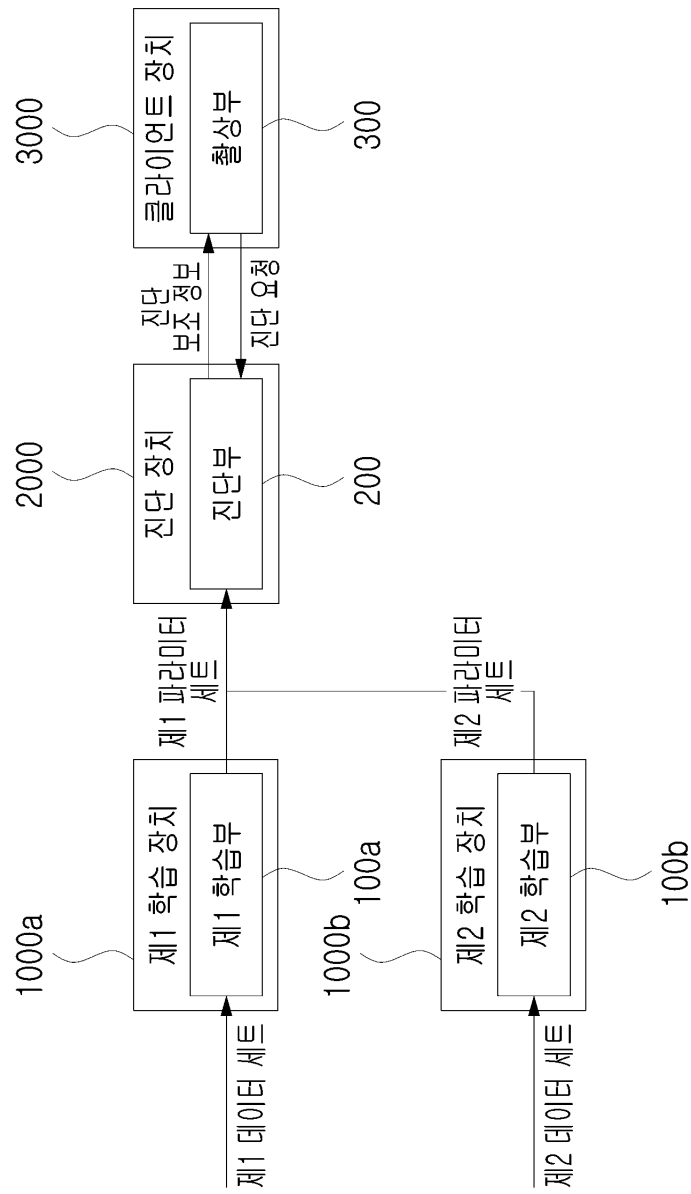 1000a
제1 학습 장치
제1 데이터 세트
제1 학습부
100a
제1 파라미터
세트
2000
진단 장치
진단부
200
진단
보조 정보
진단 요청
3000
클라이언트 장치
촬상부
300
1000b
제2 학습 장치
제2 데이터 세트
제2 학습부
100b
제2 파라미터
세트